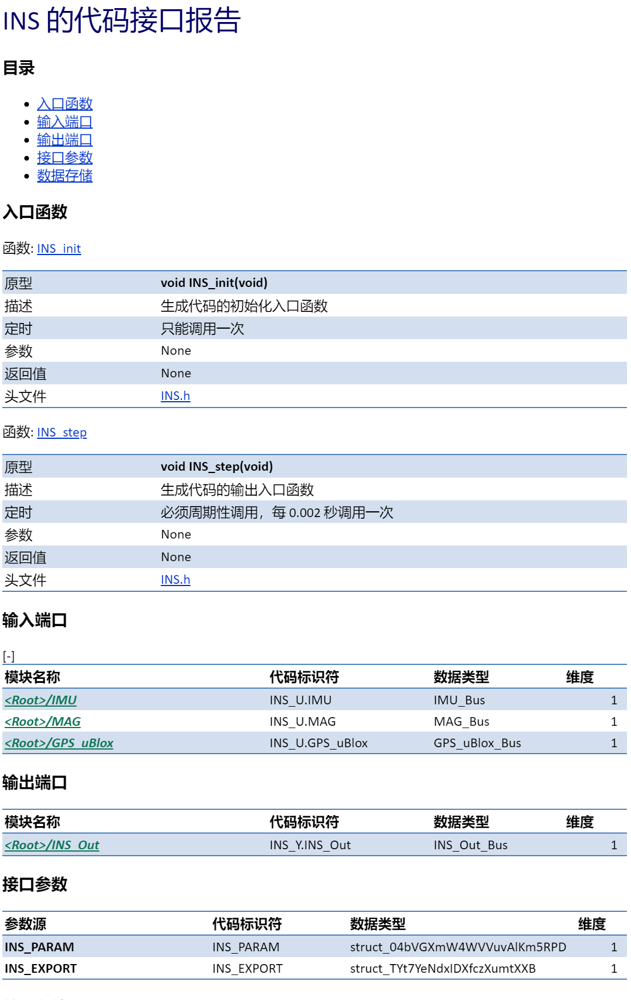 INS 的代码接口报告
目录
入口函数
输入端口
输出端口
接口参数
数据存储
入口函数
函数: INS_init
原型 void INS_init(void)
描述 生成代码的初始化入口函数
定时 只能调用一次
参数 None
返回值 None
头文件 INS.h
函数: INS_step
原型 void INS_step(void)
描述 生成代码的输出入口函数
定时 必须周期性调用，每 0.002 秒调用一次
参数 None
返回值 None
头文件 INS.h
输入端口
[-]
模块名称 代码标识符 数据类型 维度
<Root>/IMU INS_U.IMU IMU_Bus 1
<Root>/MAG INS_U.MAG MAG_Bus 1
<Root>/GPS_uBlox INS_U.GPS_uBlox GPS_uBlox_Bus 1
输出端口
模块名称 代码标识符 数据类型 维度
<Root>/INS_Out INS_Y.INS_Out INS_Out_Bus 1
接口参数
参数源 代码标识符 数据类型 维度
INS_PARAM INS_PARAM struct_04bVGXmW4WVVuvAlKm5RPD 1
INS_EXPORT INS_EXPORT struct_TYt7YeNdxIDXfczXumtXXB 1